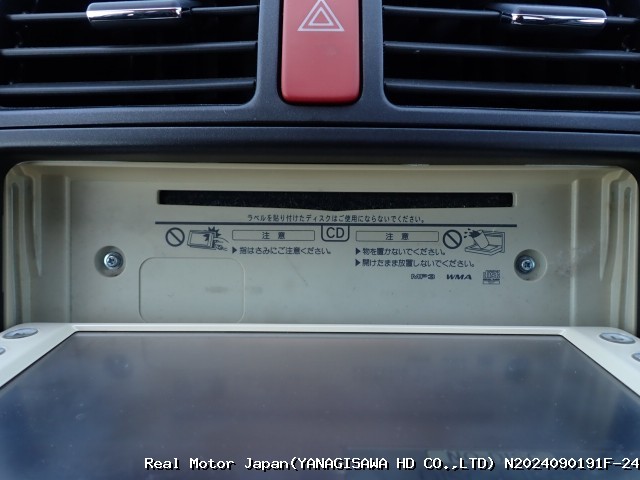 ラベルを貼り付けたディスクはご使用にならないでください。
注意
CD
注意
▶指はさみにご注意ください。
▶物を置かないでください。
▶開けたまま放置しないでください。
MP3 WMA
Real Motor Japan(YANAGISAWA HD CO.,LTD) N2024090191F-24